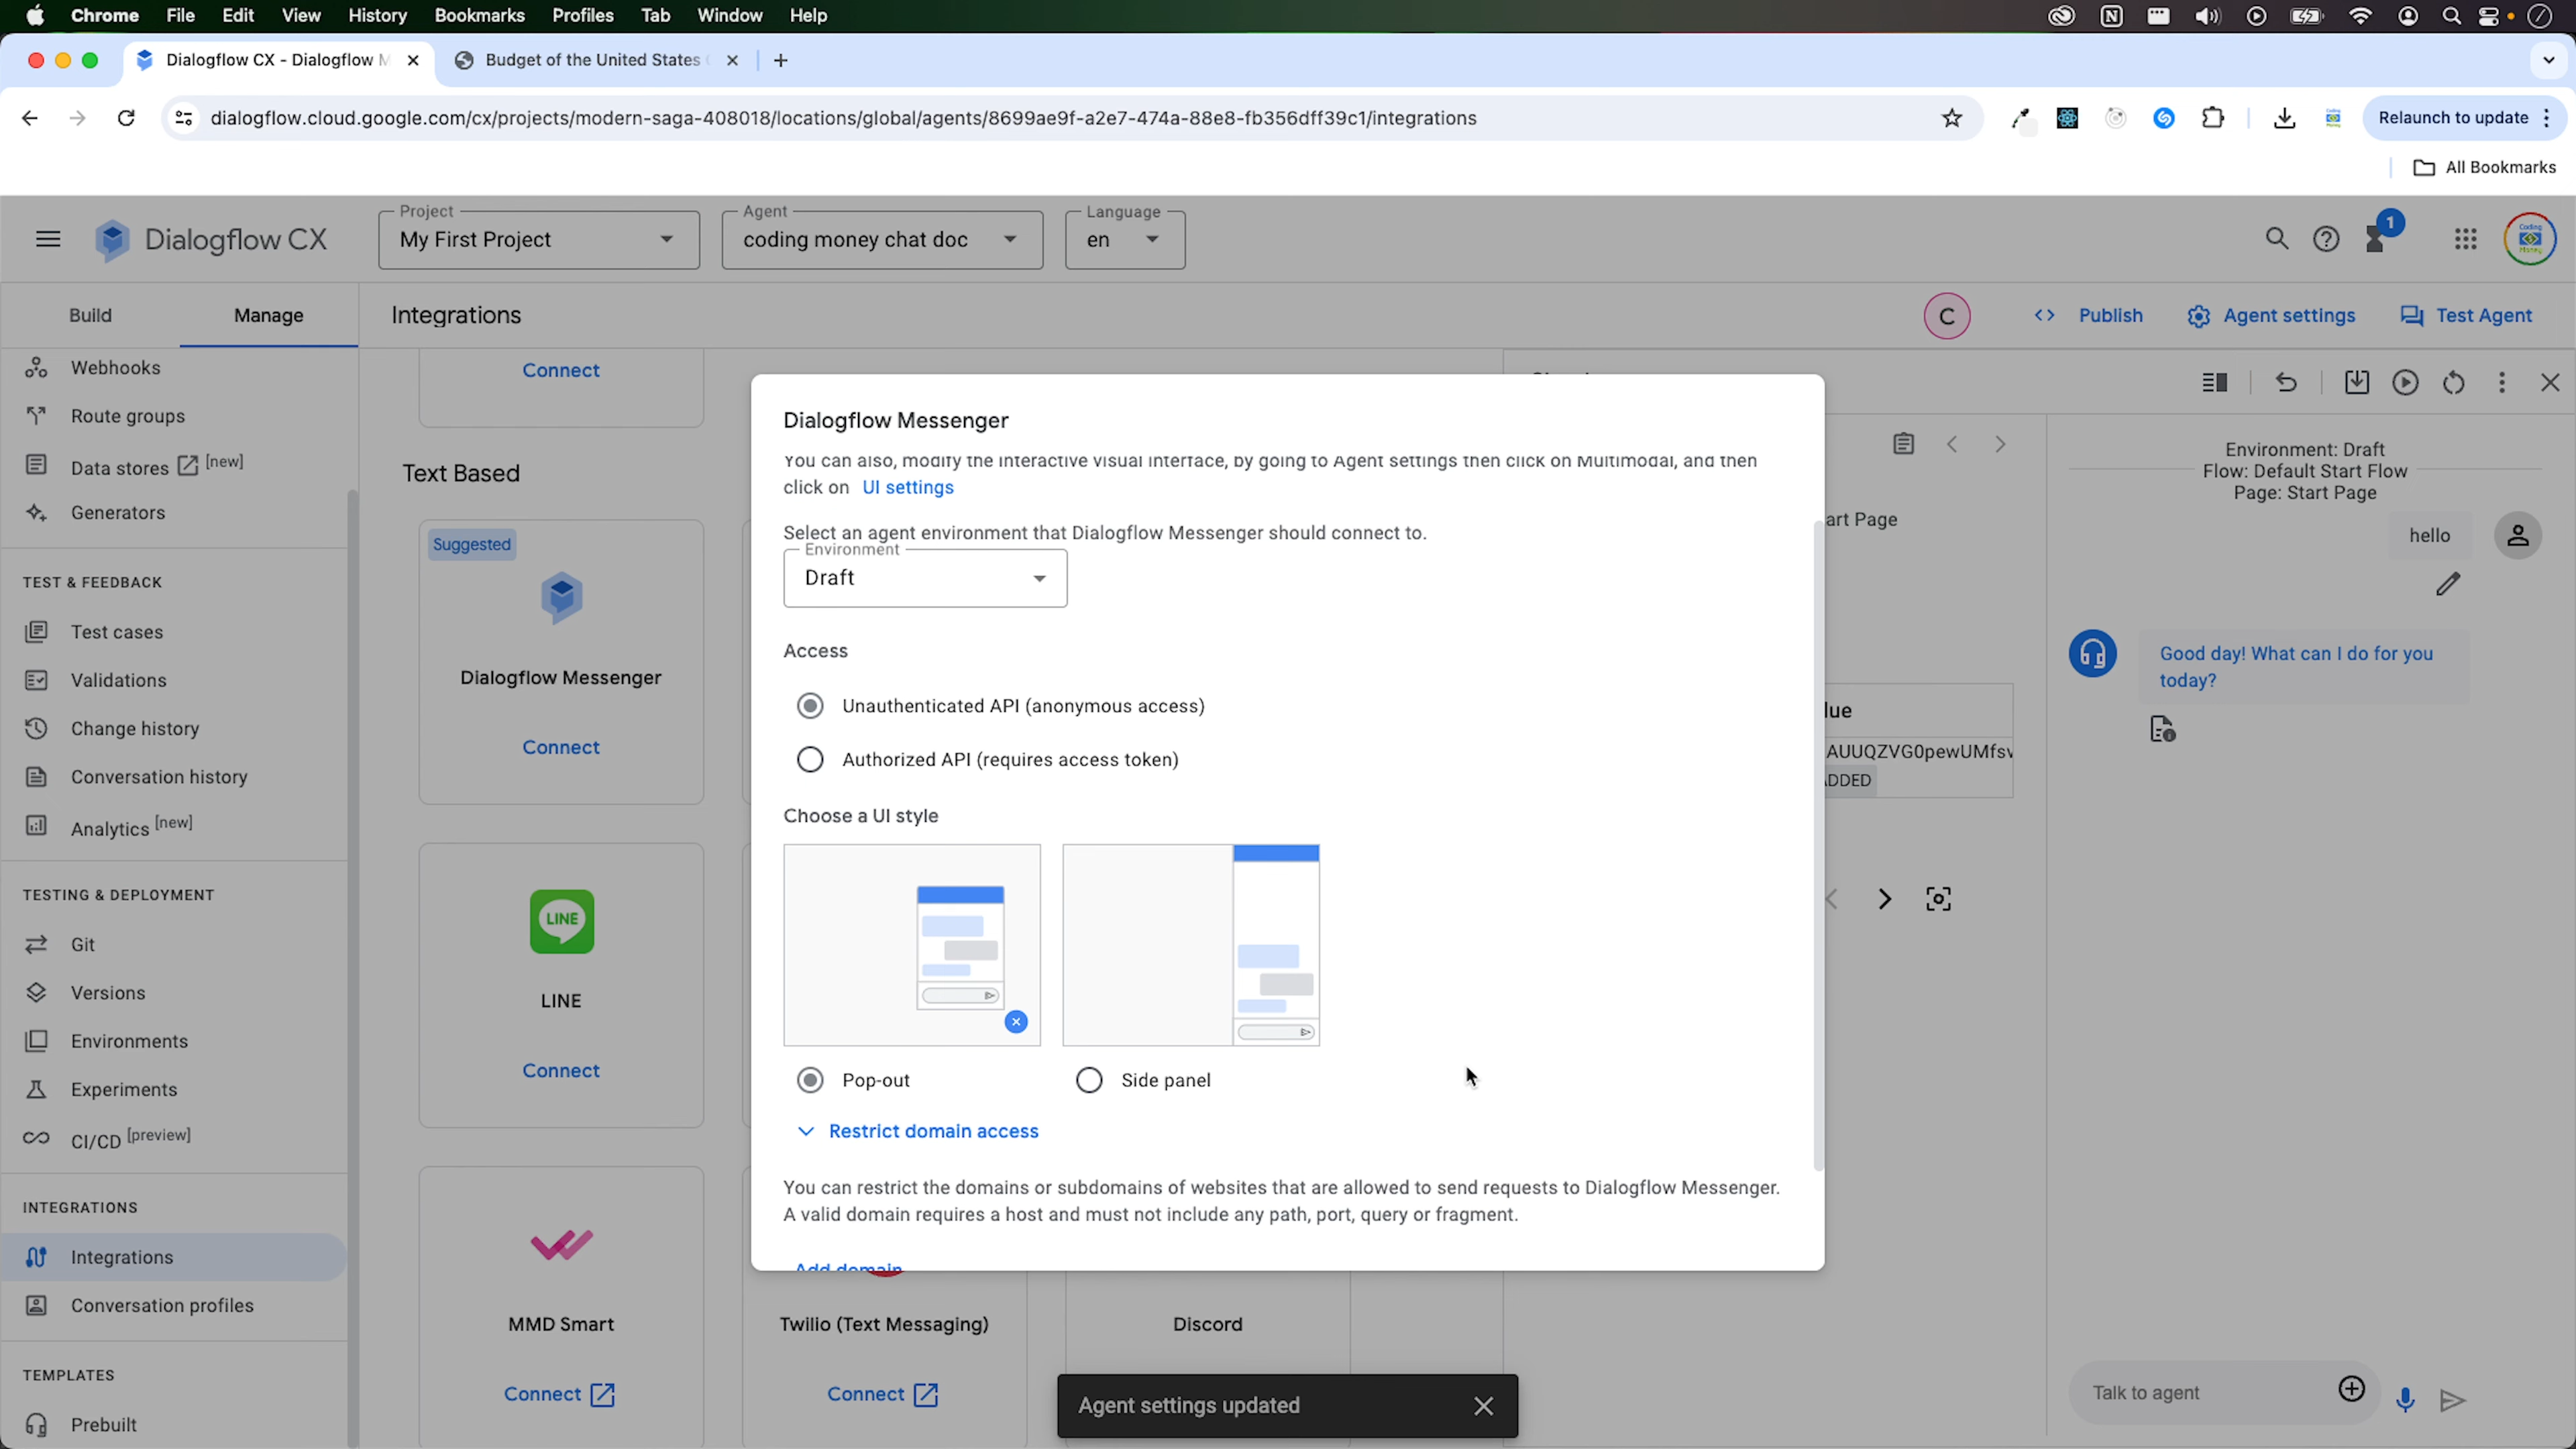 Chrome File Edit View History Bookmarks Profiles Tab Window Help
Dialogflow CX - Dialogflow M
Budget of the United States
dialogflow.cloud.google.com/cx/projects/modern-saga-408018/locations/global/agents/8699ae9f-a2e7-474a-88e8-fb356dff39c1/integrations
Relaunch to update
All Bookmarks
Dialogflow CX
Project
My First Project
Agent
coding money chat doc
Language
en
1
Build
Manage
Integrations
C
Publish
Agent settings
Test Agent
Webhooks
Route groups
Data stores [new]
Generators
TEST & FEEDBACK
Test cases
Validations
Change history
Conversation history
Analytics [new]
TESTING & DEPLOYMENT
Git
Versions
Environments
Experiments
CI/CD [preview]
INTEGRATIONS
Integrations
Conversation profiles
TEMPLATES
Prebuilt
Connect
Text Based
Suggested
Dialogflow Messenger
Connect
LINE
LINE
Connect
MMD Smart
Connect
Twilio (Text Messaging)
Connect
Discord
Dialogflow Messenger
You can also, modify the interactive visual interface, by going to Agent settings then click on Multimodal, and then
click on UI settings
Select an agent environment that Dialogflow Messenger should connect to.
Environment
Draft
Access
Unauthenticated API (anonymous access)
Authorized API (requires access token)
Choose a UI style
Pop-out
Side panel
Restrict domain access
You can restrict the domains or subdomains of websites that are allowed to send requests to Dialogflow Messenger.
A valid domain requires a host and must not include any path, port, query or fragment.
Add domain
Agent settings updated
art Page
lue
AUUQZVG0pewUMfsv
ADDED
Environment: Draft
Flow: Default Start Flow
Page: Start Page
hello
Good day! What can I do for you
today?
Talk to agent